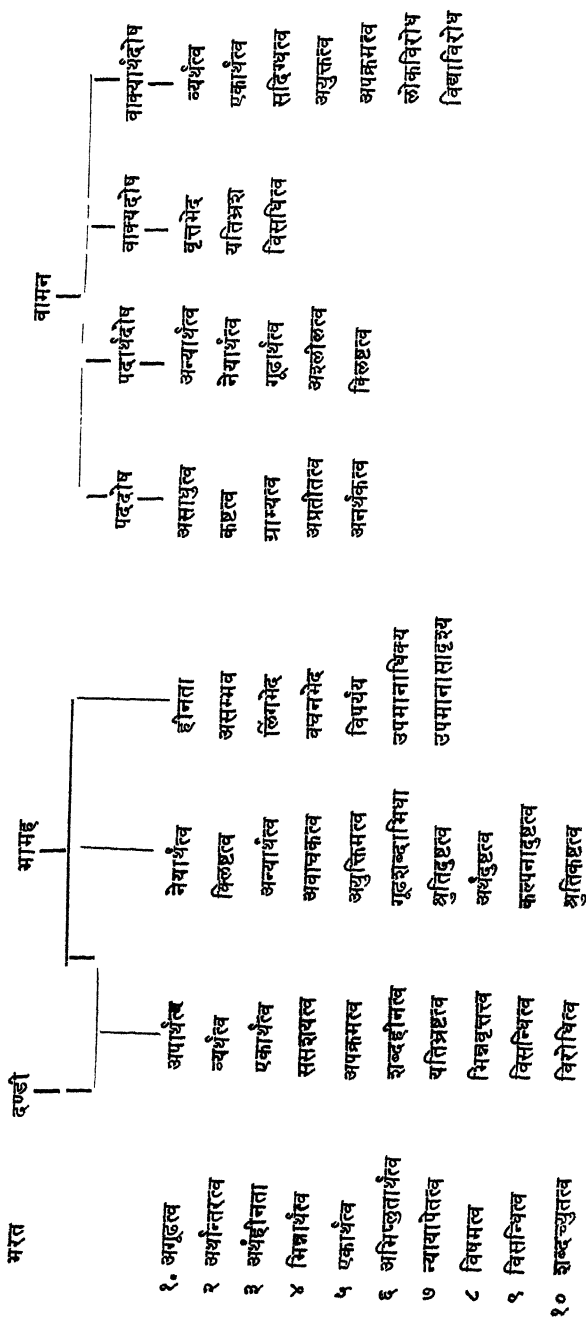 भरत दण्डी भामह वामन
पददोष पदार्थदोष वाक्यदोष वाक्यार्थदोष
१. अगूढत्व अपार्थत्व नेयार्थत्व हीनता असाधुत्व अन्यार्थत्व वृत्तभेद व्यर्थत्व
२ अर्थान्तरत्व व्यर्थत्व क्लिष्टत्व असम्भव कष्टत्व नेयार्थत्व यतिभ्रश एकार्थत्व
३ अर्थहीनता एकार्थत्व अन्यार्थत्व लिंगभेद ग्राम्यत्व गूढार्थत्व विसधित्व सदिग्धत्व
४ भिन्नार्थत्व ससशयत्व अवाचकत्व वचनभेद अप्रतीतत्व अश्लीलत्व अयुक्तत्व
५ एकार्थत्व अपक्रमत्व अयुक्तिमत्व विपर्यय अनर्थकत्व क्लिष्टत्व अपक्रमत्व
६ अभिप्लुतार्थत्व शब्दहीनत्व गूढशब्दाभिधा उपमानाधिक्य लोकविरोध
७ न्यायापेतत्व यतिभ्रष्टत्व श्रुतिदुष्टत्व उपमानासादृश्य विद्याविरोध
८ विषमत्व भिन्नवृत्तत्त्व अर्थदुष्टत्व
९ विसन्धित्व विसन्धित्व कल्पनादुष्टत्व
१० शब्दच्युतत्व विरोधित्व श्रुतिकष्टत्व